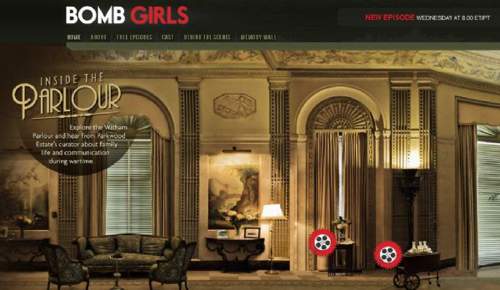 BOMB GIRLS
NEW EPISODE WEDNESDAY AT 8:00 ET/PT
HOME / ABOUT / FULL EPISODES / CAST / BEHIND THE SCENES / MEMORY WALL
INSIDE THE
PARLOUR
Explore the Witham
Parlour and hear from Parkwood
Estate's curator about family
life and communication
during wartime.